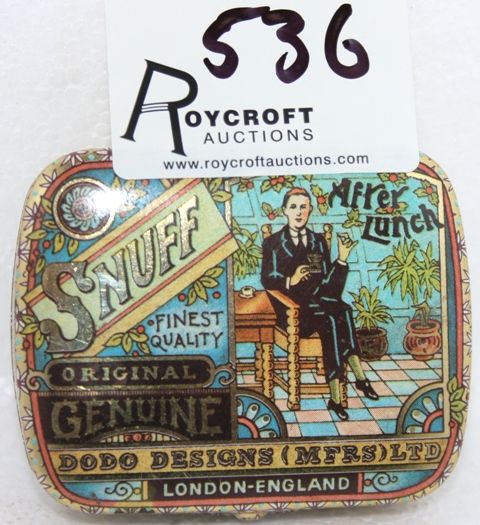 536
ROYCROFT
AUCTIONS
www.roycroftauctions.com
After
Lunch
SNUFF
FINEST
QUALITY
ORIGINAL
GENUINE
DODO DESIGNS (MFRS) LTD
LONDON-ENGLAND